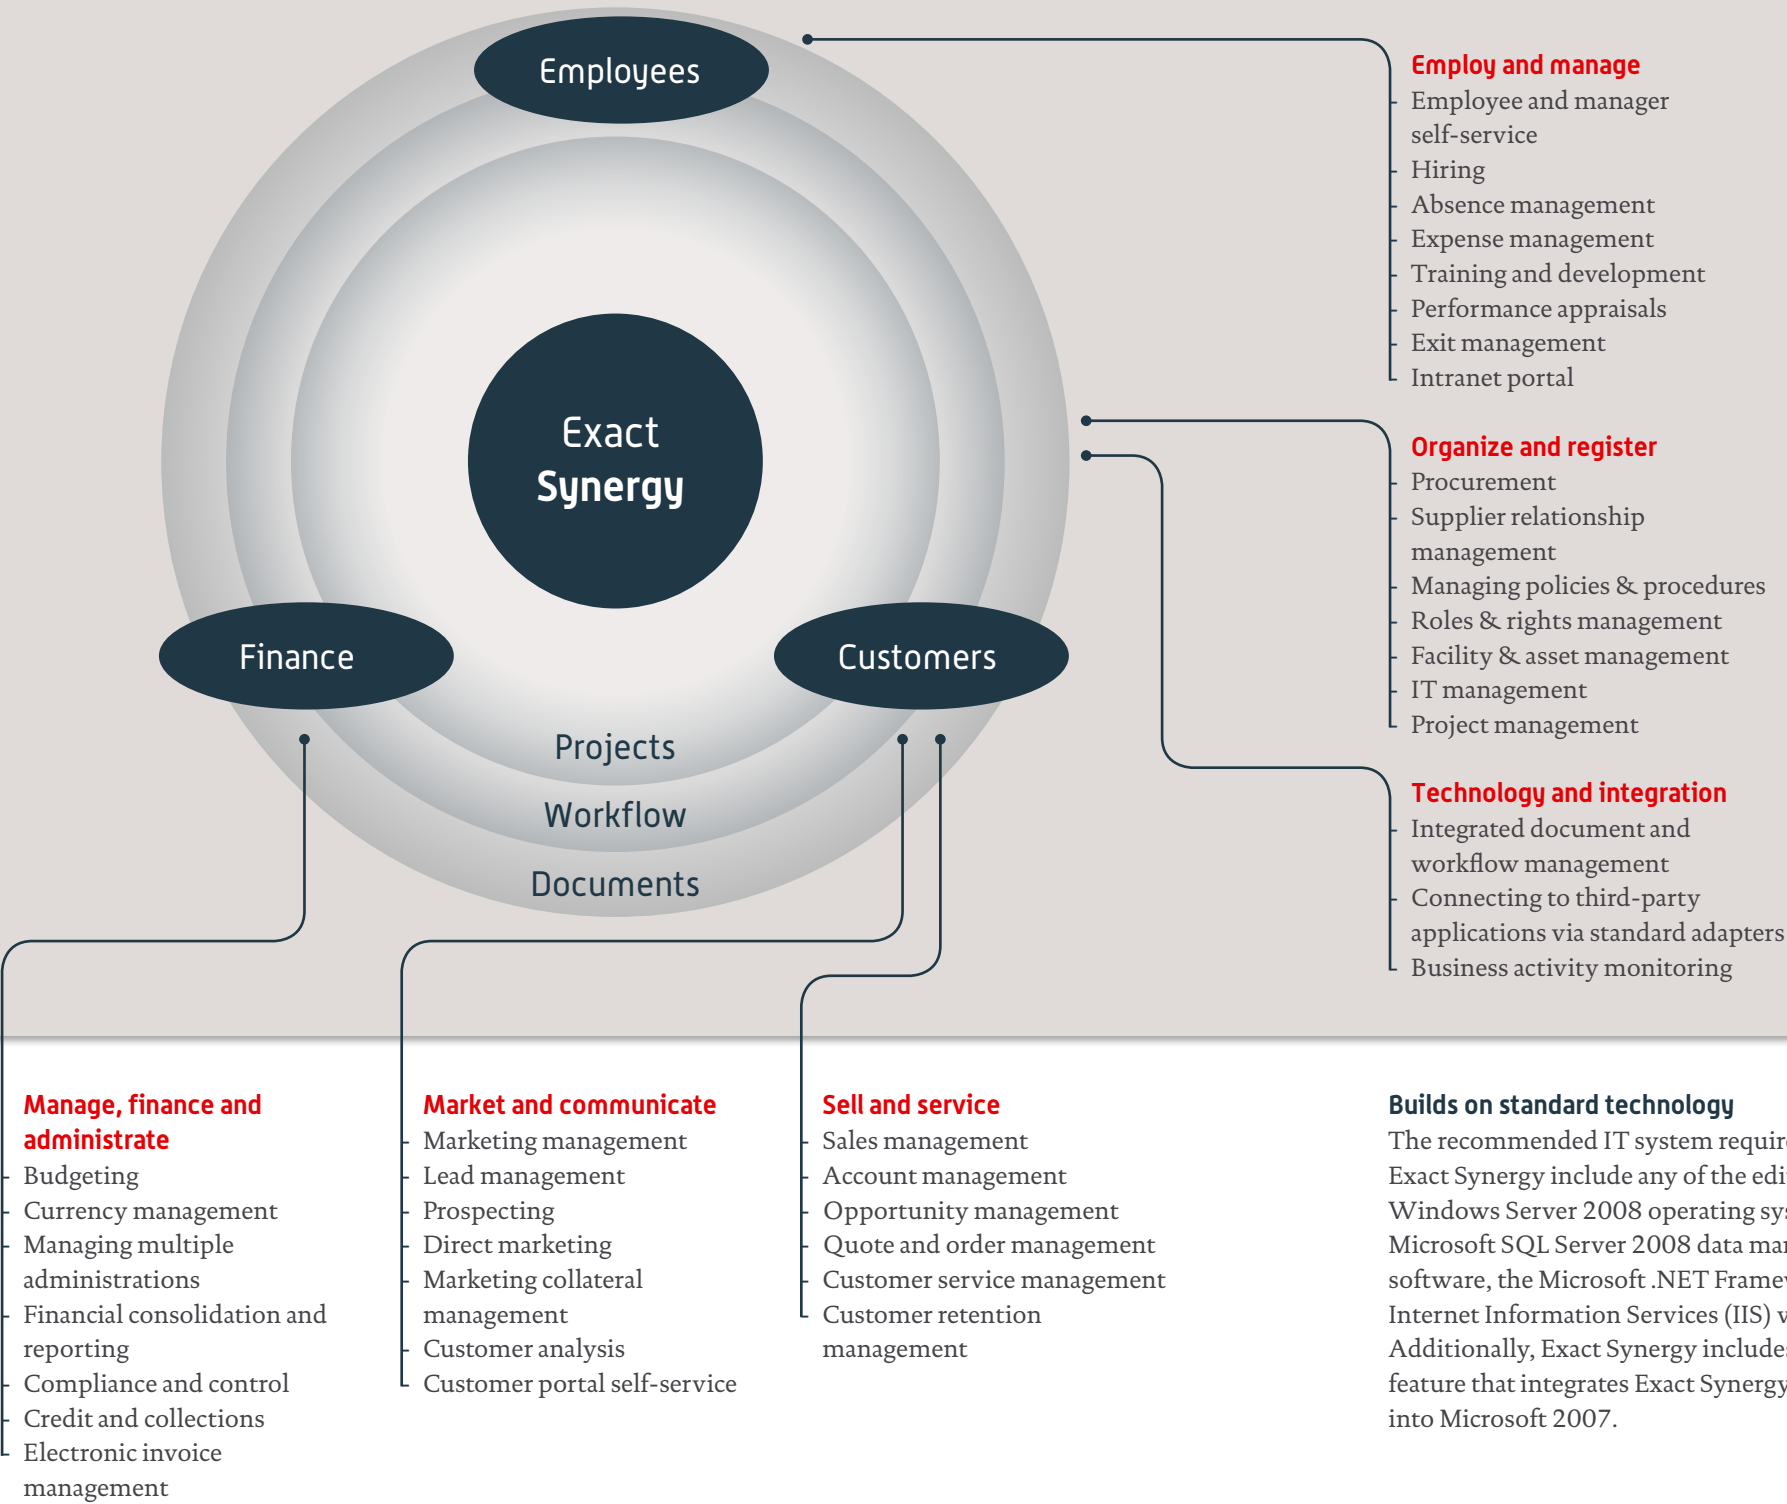 Employees
Exact
Synergy
Finance
Customers
Projects
Workflow
Documents
Employ and manage
Employee and manager
self-service
Hiring
Absence management
Expense management
Training and development
Performance appraisals
Exit management
Intranet portal
Organize and register
Procurement
Supplier relationship
management
Managing policies & procedures
Roles & rights management
Facility & asset management
IT management
Project management
Technology and integration
Integrated document and
workflow management
Connecting to third-party
applications via standard adapters
Business activity monitoring
Manage, finance and
administrate
Budgeting
Currency management
Managing multiple
administrations
Financial consolidation and
reporting
Compliance and control
Credit and collections
Electronic invoice
management
Market and communicate
Marketing management
Lead management
Prospecting
Direct marketing
Marketing collateral
management
Customer analysis
Customer portal self-service
Sell and service
Sales management
Account management
Opportunity management
Quote and order management
Customer service management
Customer retention
management
Builds on standard technology
The recommended IT system
Exact Synergy include any of the
Windows Server 2008 operating
Microsoft SQL Server 2008 data
software, the Microsoft .NET
Internet Information Services (IIS)
Additionally, Exact Synergy
feature that integrates Exact Synergy
into Microsoft 2007.